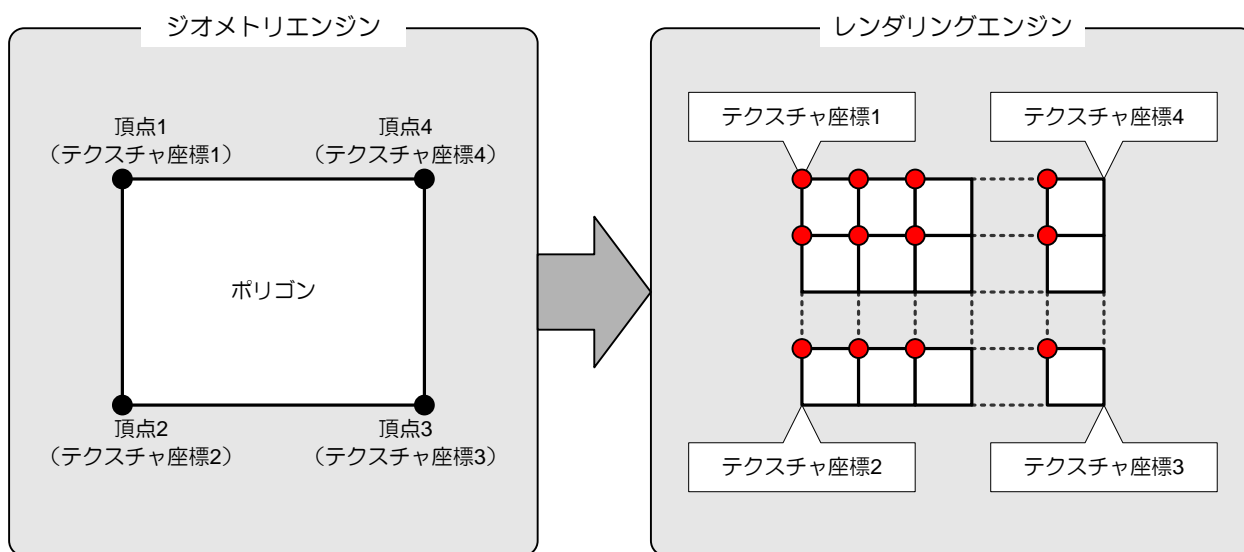 ジオメトリエンジン
頂点1
（テクスチャ座標1）
頂点4
（テクスチャ座標4）
ポリゴン
頂点2
（テクスチャ座標2）
頂点3
（テクスチャ座標3）
レンダリングエンジン
テクスチャ座標1
テクスチャ座標4
テクスチャ座標2
テクスチャ座標3